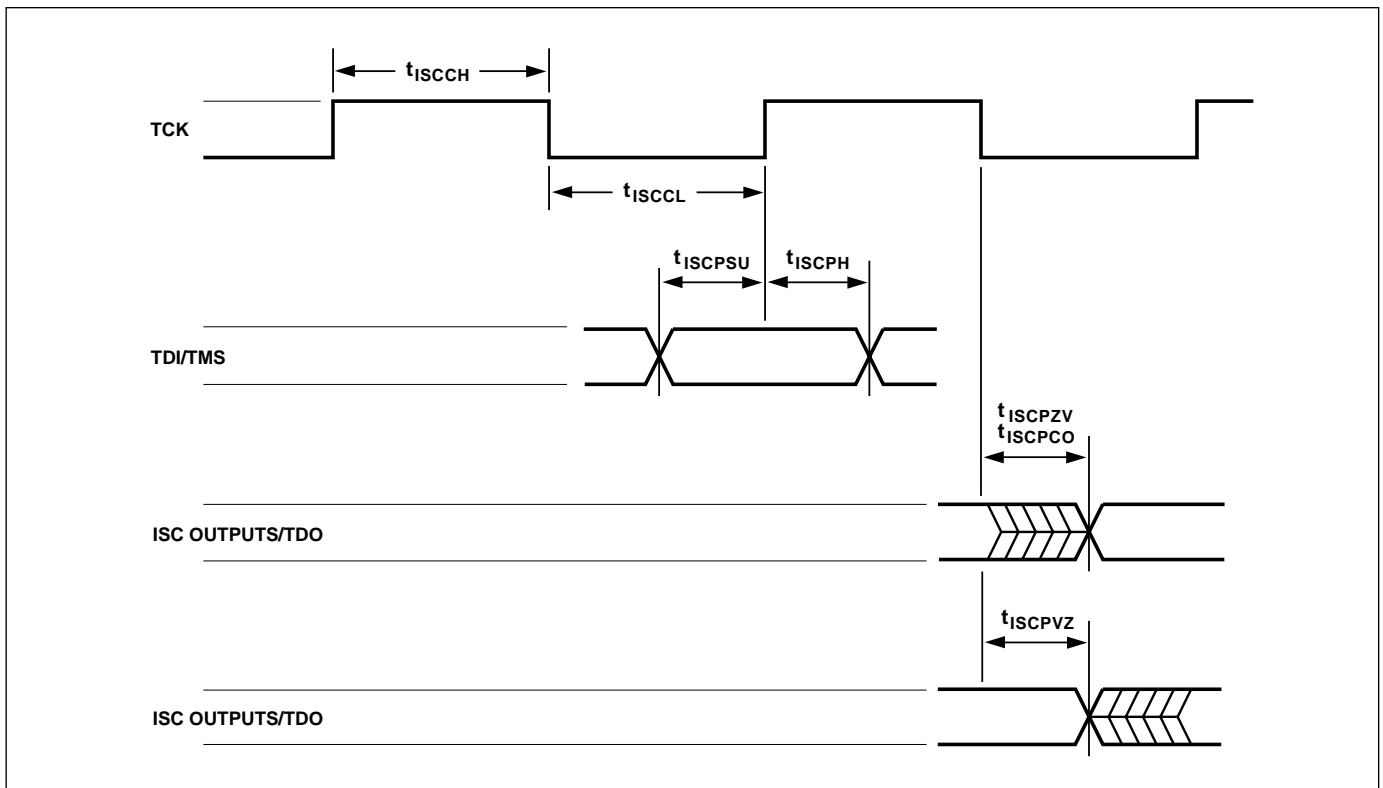 tISCCH
TCK
tISCCL
tISCPSU
tISCPH
TDI/TMS
tISCPZV
tISCPCO
ISC OUTPUTS/TDO
tISCPVZ
ISC OUTPUTS/TDO